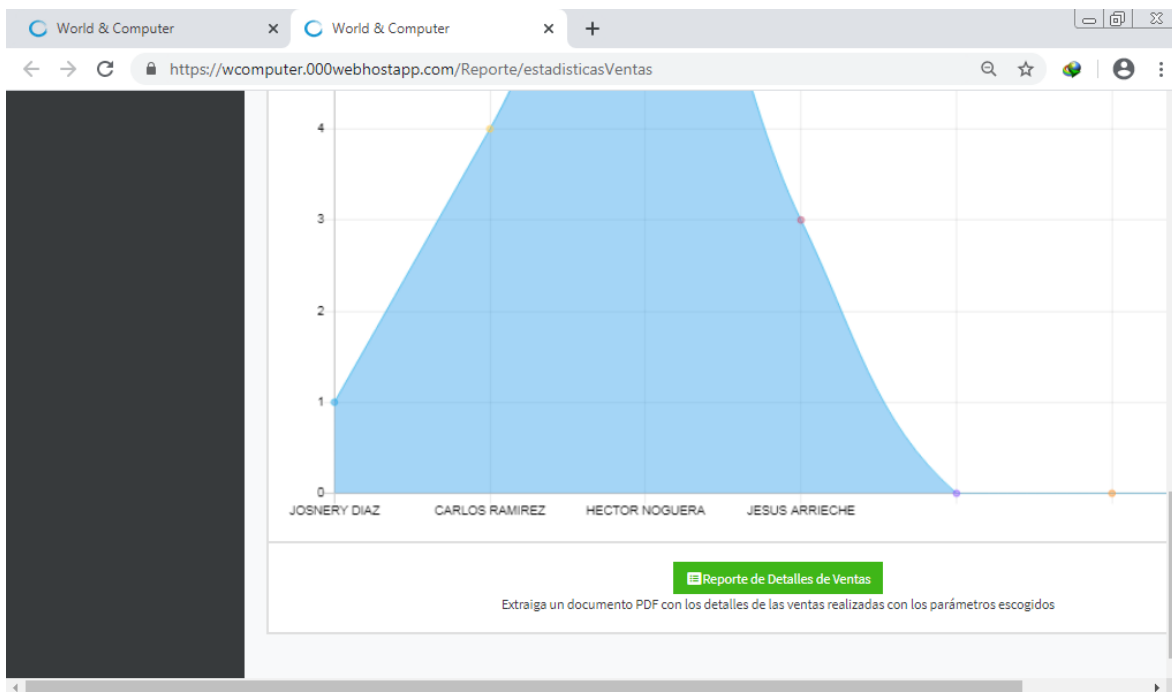 World & Computer
World & Computer
https://wcomputer.000webhostapp.com/Reporte/estadisticasVentas
4
3
2
1
0
JOSNERY DIAZ CARLOS RAMIREZ HECTOR NOGUERA JESUS ARRIECHE
Reporte de Detalles de Ventas
Extraiga un documento PDF con los detalles de las ventas realizadas con los parámetros escogidos